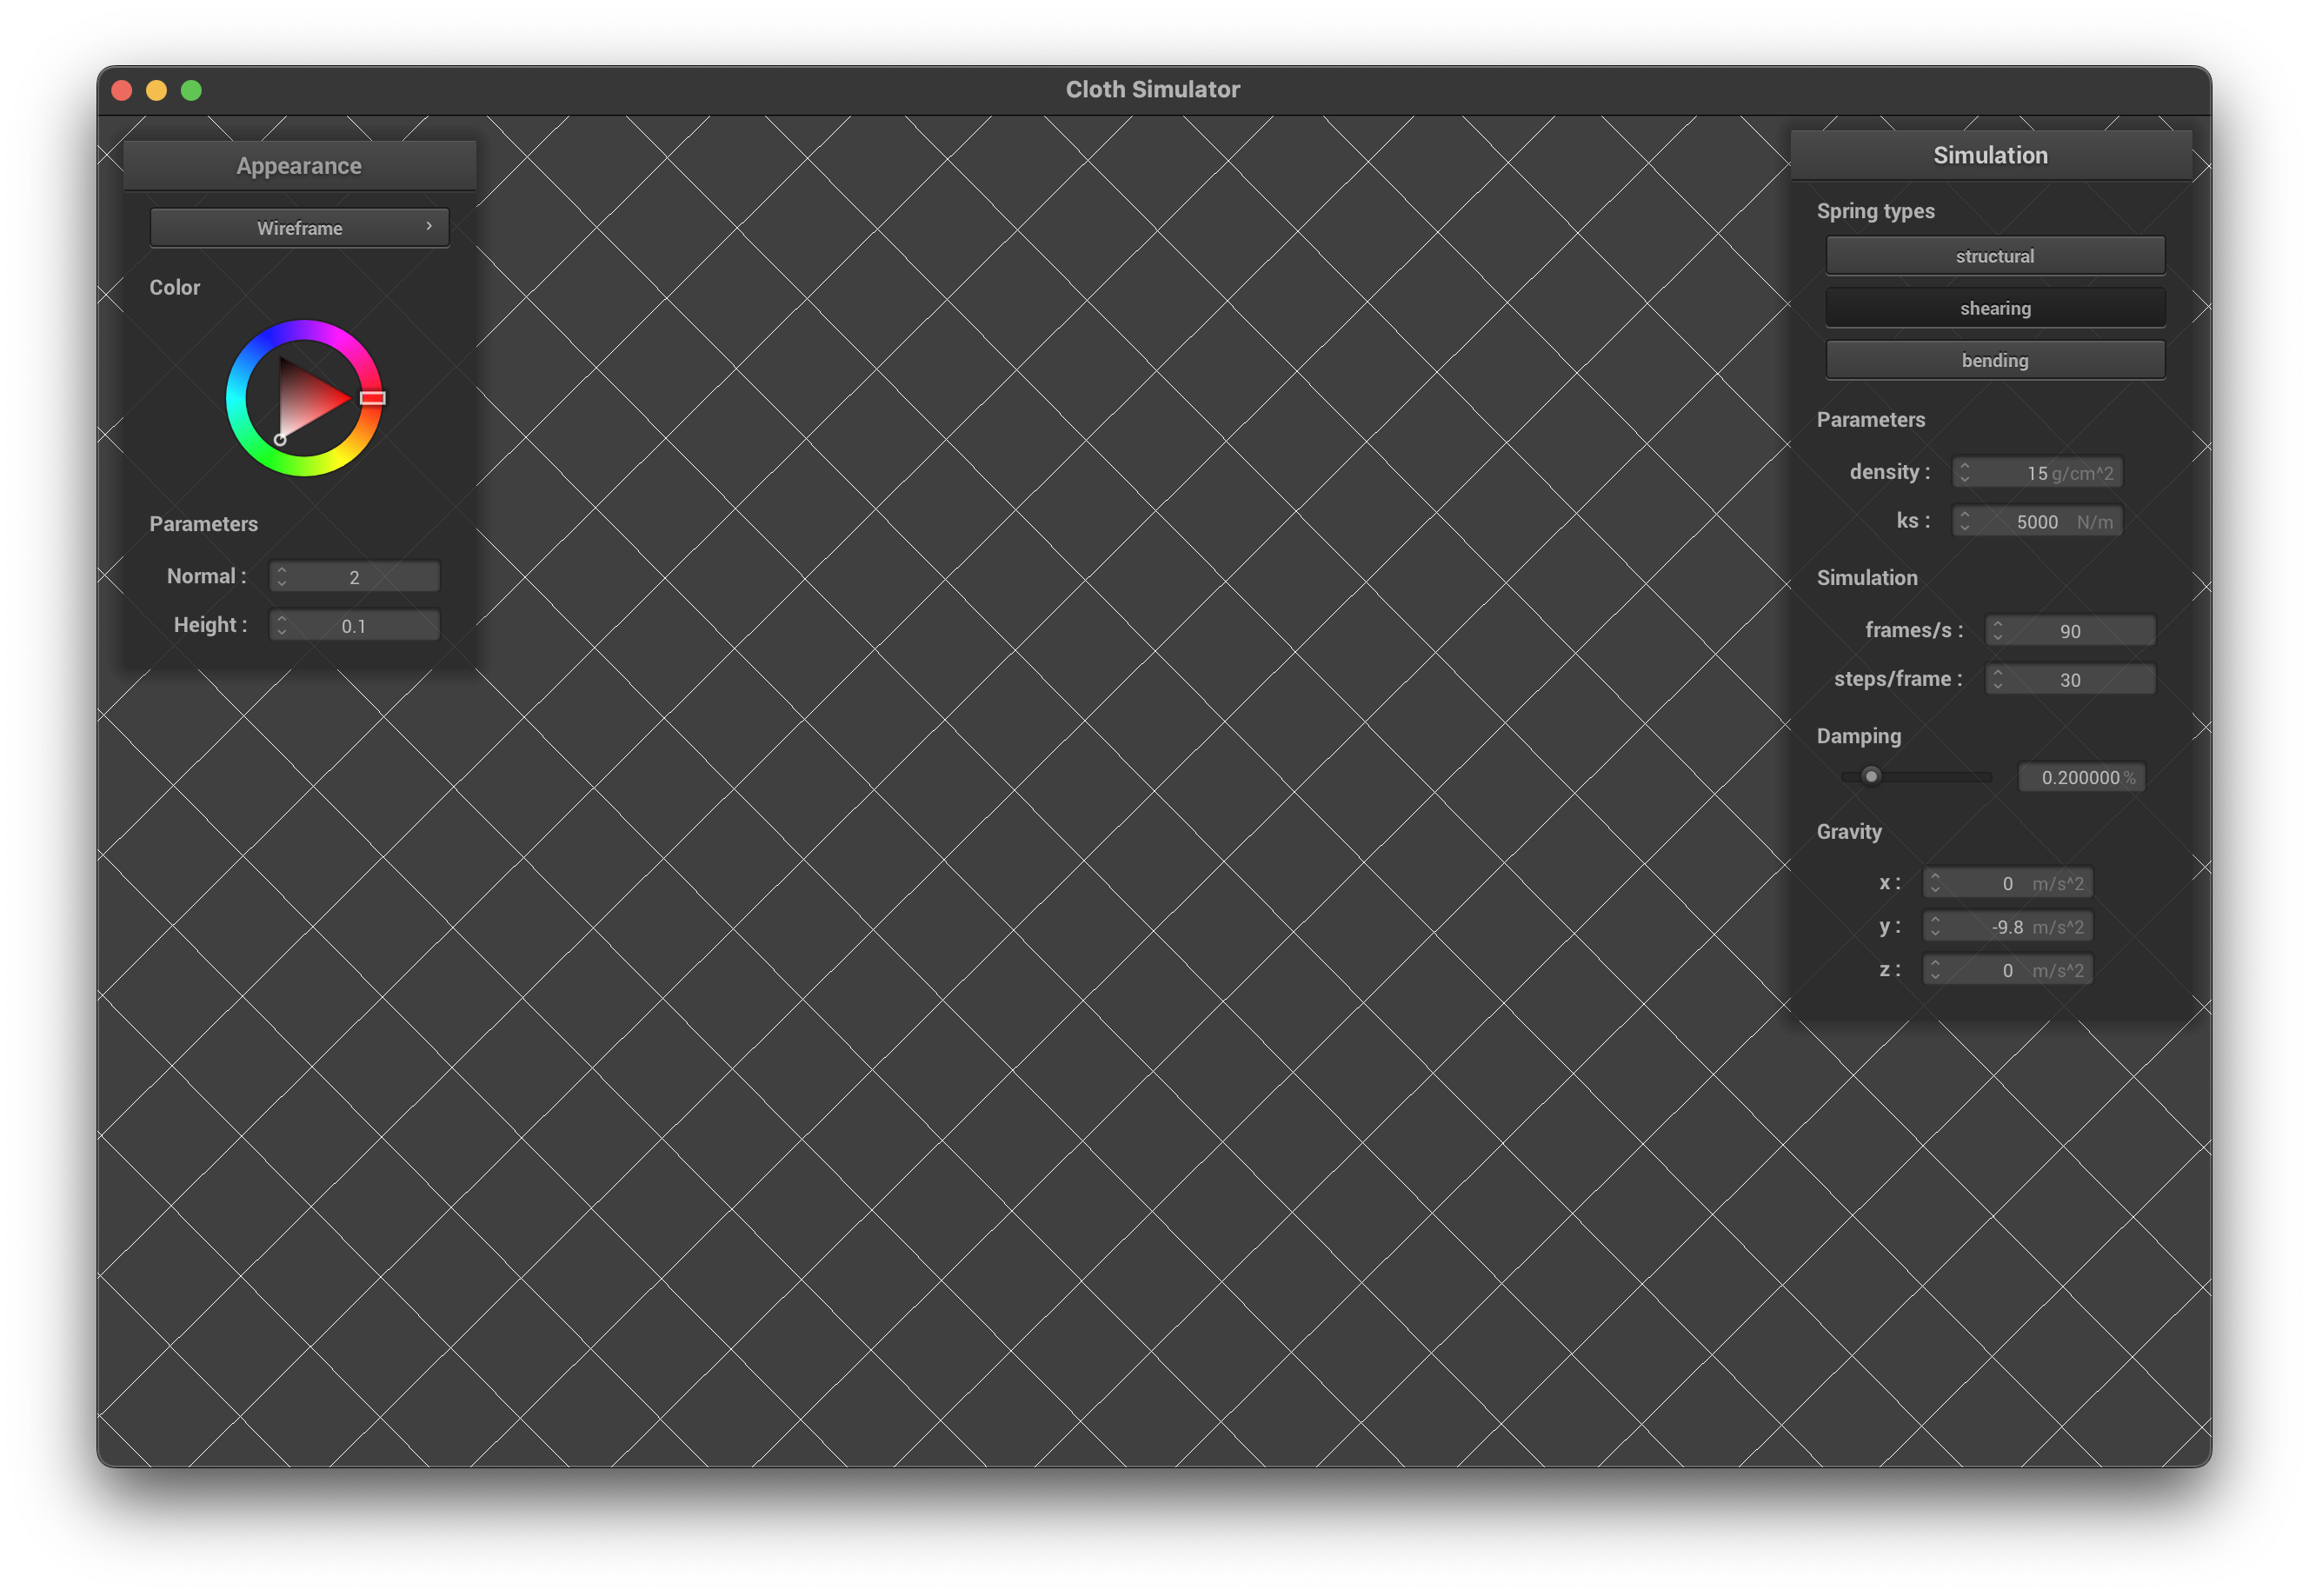 Cloth Simulator
Appearance
Wireframe
Color
Parameters
Normal : 2
Height : 0.1
Simulation
Spring types
structural
shearing
bending
Parameters
density : 15 g/cm^2
ks : 5000 N/m
Simulation
frames/s : 90
steps/frame : 30
Damping
0.200000 %
Gravity
x : 0 m/s^2
y : -9.8 m/s^2
z : 0 m/s^2